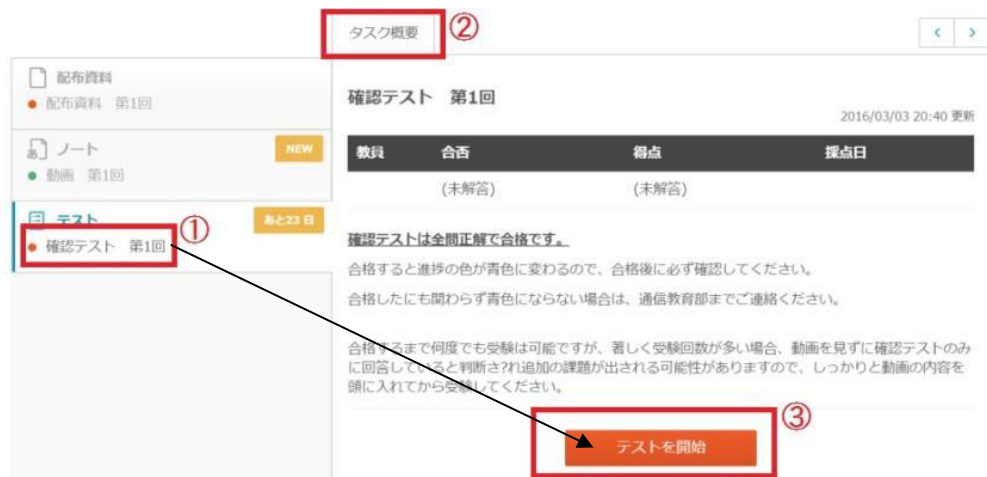 タスク概要
②
<
>
配布資料
配布資料 第1回
ノート
NEW
動画 第1回
テスト
あと23日
①
確認テスト 第1回
確認テスト 第1回
2016/03/03 20:40 更新
教員 合否 得点 採点日
(未解答) (未解答)
確認テストは全問正解で合格です。
合格すると進捗の色が青色に変わるので、合格後に必ず確認してください。
合格したにも関わらず青色にならない場合は、通信教育部までご連絡ください。
合格するまで何度でも受験は可能ですが、著しく受験回数が多い場合、動画を見ずに確認テストのみ
に回答していると判断さ?れ追加の課題が出される可能性がありますので、しっかりと動画の内容を
頭に入れてから受験してください。
③
テストを開始